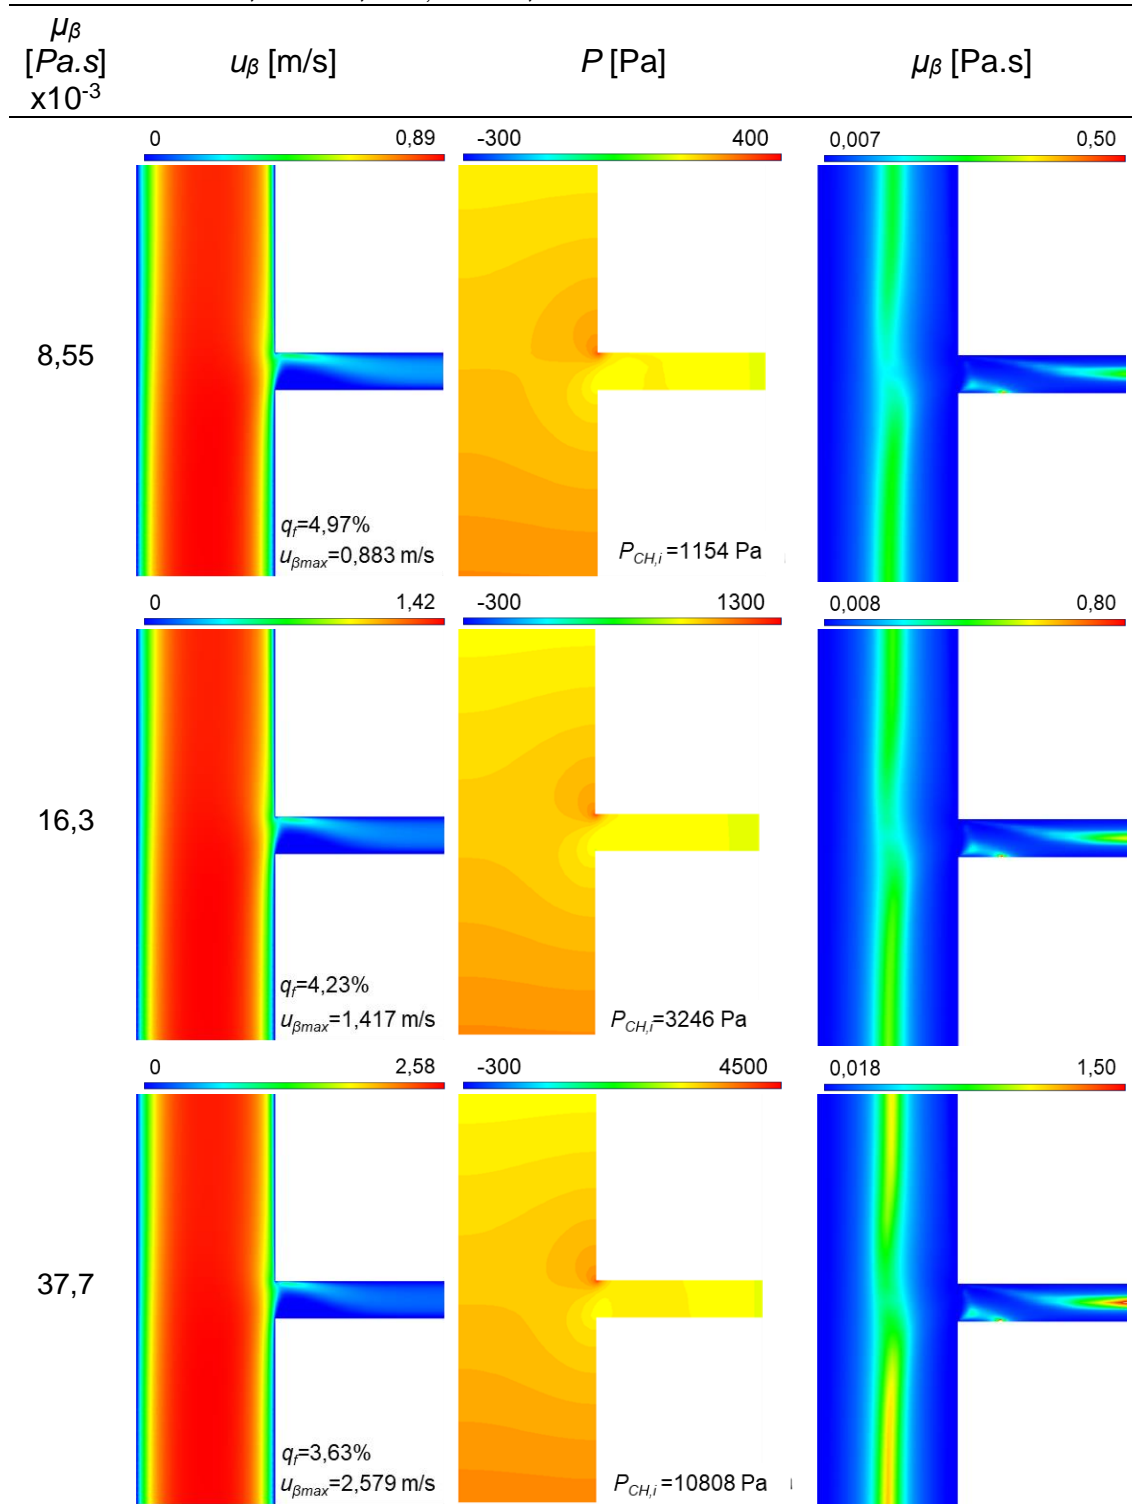 μβ
[Pa.s]
x10-3
uβ [m/s]
P [Pa]
μβ [Pa.s]
0 0,89
-300 400
0,007 0,50
8,55
qf=4,97%
uβmax=0,883 m/s
PCH,i =1154 Pa
0 1,42
-300 1300
0,008 0,80
16,3
qf=4,23%
uβmax=1,417 m/s
PCH,i=3246 Pa
0 2,58
-300 4500
0,018 1,50
37,7
qf=3,63%
uβmax=2,579 m/s
PCH,i=10808 Pa